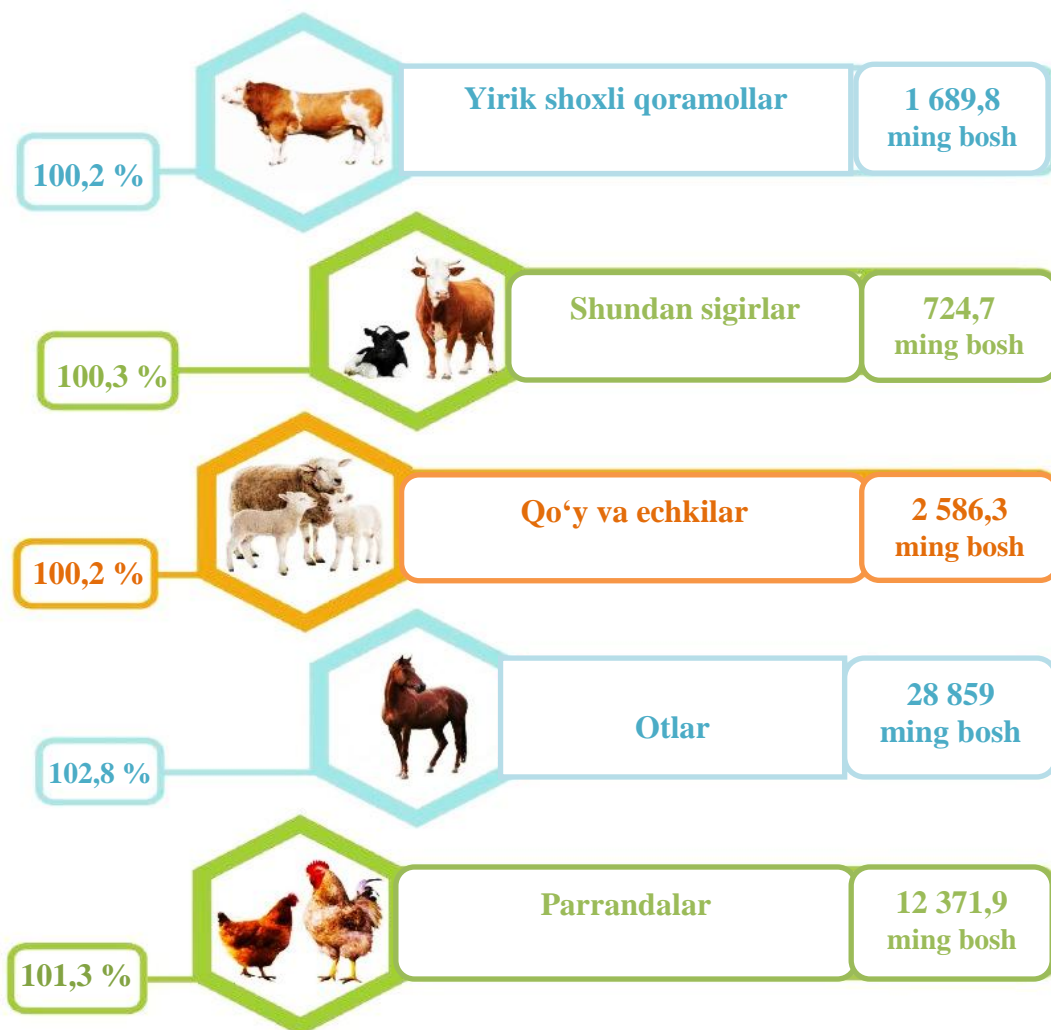 Yirik shoxli qoramollar
1 689,8
ming bosh
100,2 %
Shundan sigirlar
724,7
ming bosh
100,3 %
Qo‘y va echkilar
2 586,3
ming bosh
100,2 %
Otlar
28 859
ming bosh
102,8 %
Parrandalar
12 371,9
ming bosh
101,3 %